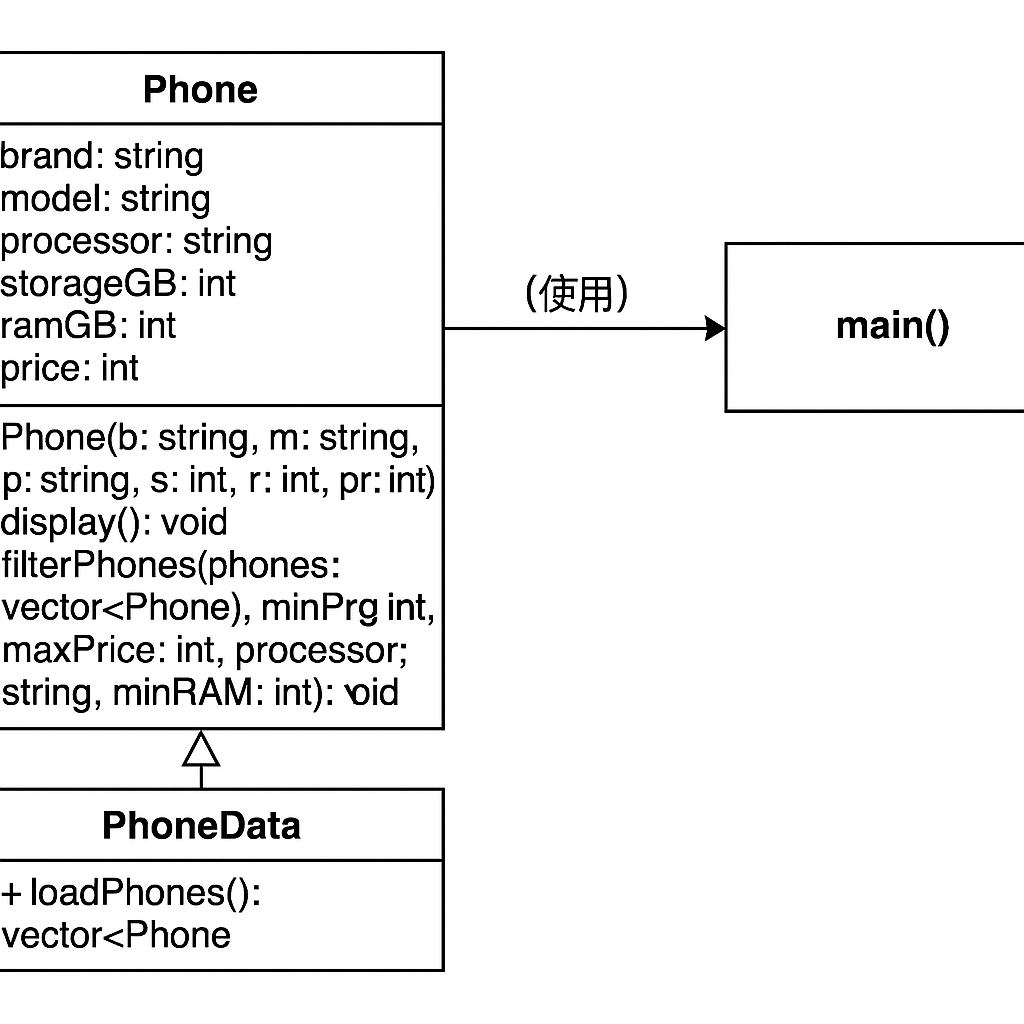 Phone
brand: string
model: string
processor: string
storageGB: int
ramGB: int
price: int
Phone(b: string, m: string,
p: string, s: int, r: int, pr: int)
display(): void
filterPhones(phones:
vector<Phone), minPrg int,
maxPrice: int, processor;
string, minRAM: int): void
(使用)
main()
PhoneData
+ loadPhones():
vector<Phone